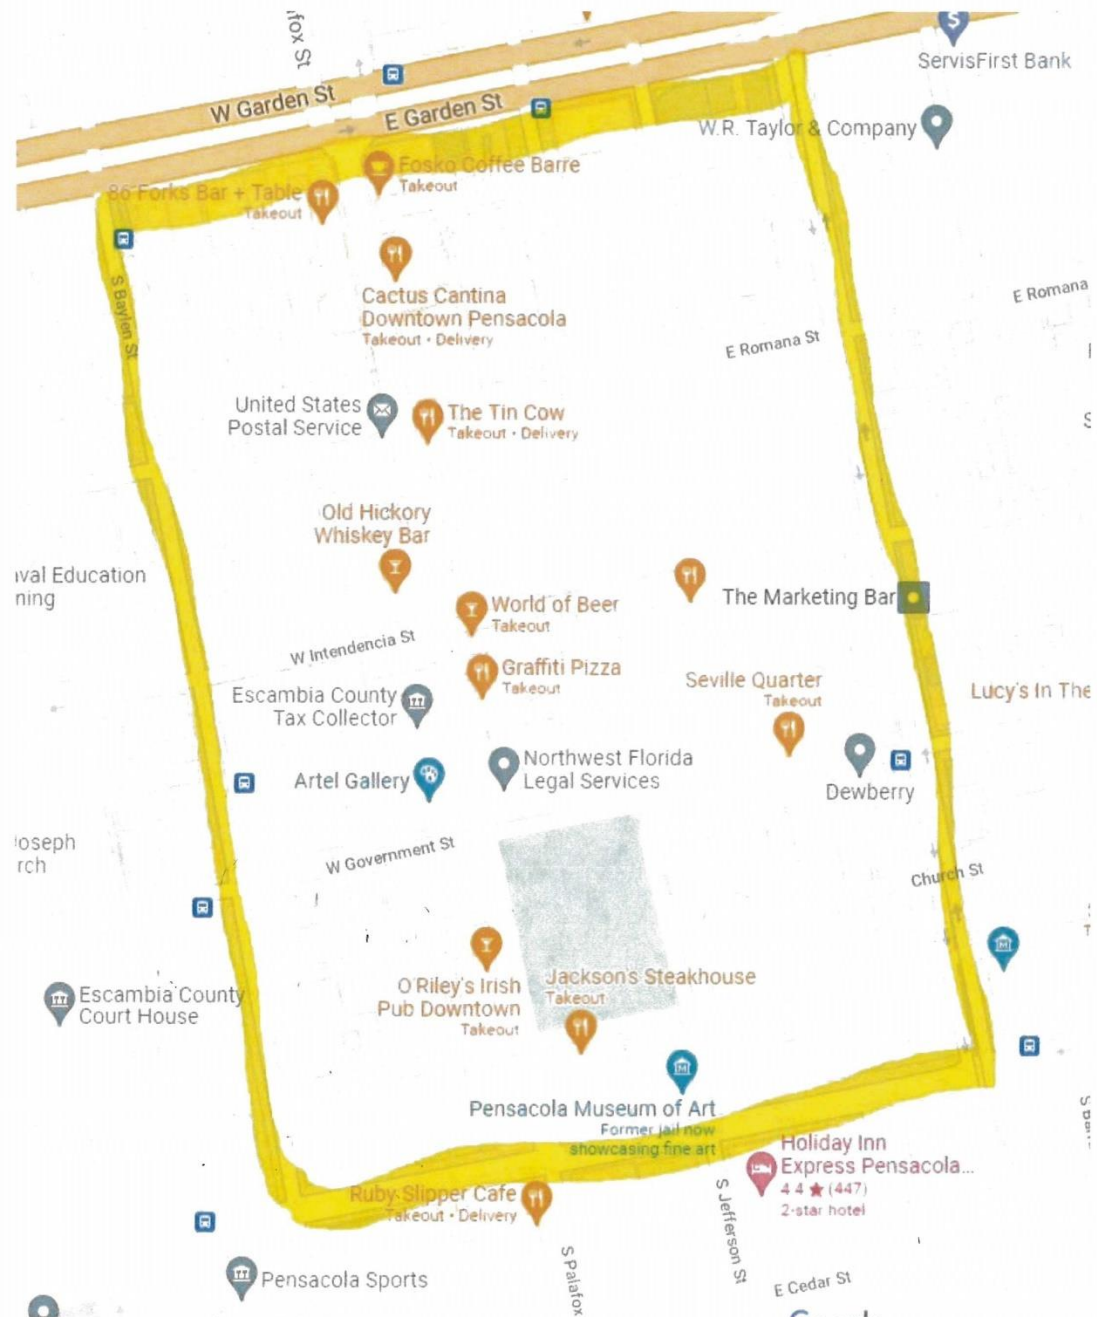 fox St
$
ServisFirst Bank
W Garden St
E Garden St
W.R. Taylor & Company
Fosko Coffee Barre
Takeout
86 Forks Bar + Table
Takeout
Cactus Cantina
Downtown Pensacola
Takeout · Delivery
S Baylen St
E Romana
E Romana St
United States
Postal Service
The Tin Cow
Takeout · Delivery
Old Hickory
Whiskey Bar
val Education
ning
World of Beer
Takeout
The Marketing Bar
W Intendencia St
Graffiti Pizza
Takeout
Seville Quarter
Takeout
Lucy's In The
Escambia County
Tax Collector
Artel Gallery
Northwest Florida
Legal Services
Dewberry
Joseph
rch
W Government St
Church St
Escambia County
Court House
O'Riley's Irish
Pub Downtown
Takeout
Jackson's Steakhouse
Takeout
Pensacola Museum of Art
Former jail now
showcasing fine art
Holiday Inn
Express Pensacola...
4.4 ★ (447)
2-star hotel
Ruby Slipper Cafe
Takeout · Delivery
S Jefferson St
S Palafox
E Cedar St
Pensacola Sports